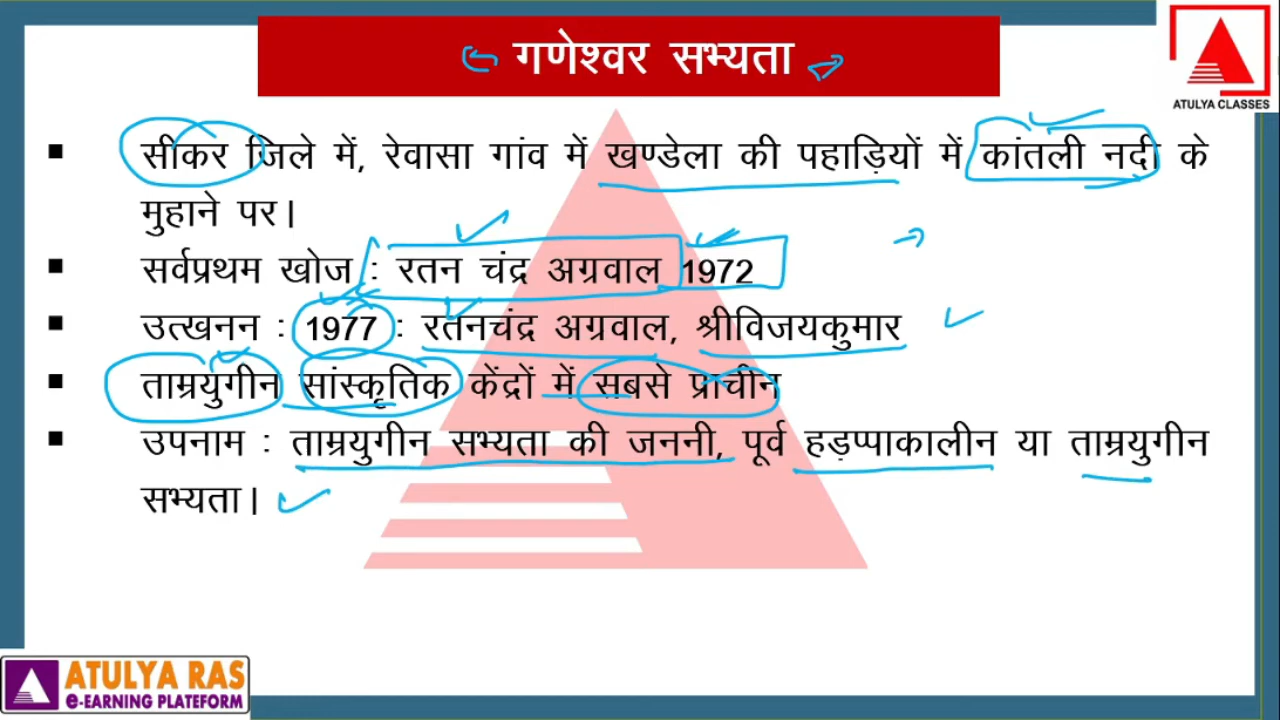 गणेश्वर सभ्यता
ATULYA CLASSES
▪ सीकर जिले में, रेवासा गांव में खण्डेला की पहाड़ियों में कांतली नदी के
मुहाने पर।
▪ सर्वप्रथम खोज : रतन चंद्र अग्रवाल 1972
▪ उत्खनन : 1977 : रतनचंद्र अग्रवाल, श्रीविजयकुमार
▪ ताम्रयुगीन सांस्कृतिक केंद्रों में सबसे प्राचीन
▪ उपनाम : ताम्रयुगीन सभ्यता की जननी, पूर्व हड़प्पाकालीन या ताम्रयुगीन
सभ्यता।
ATULYA RAS
e-EARNING PLATEFORM